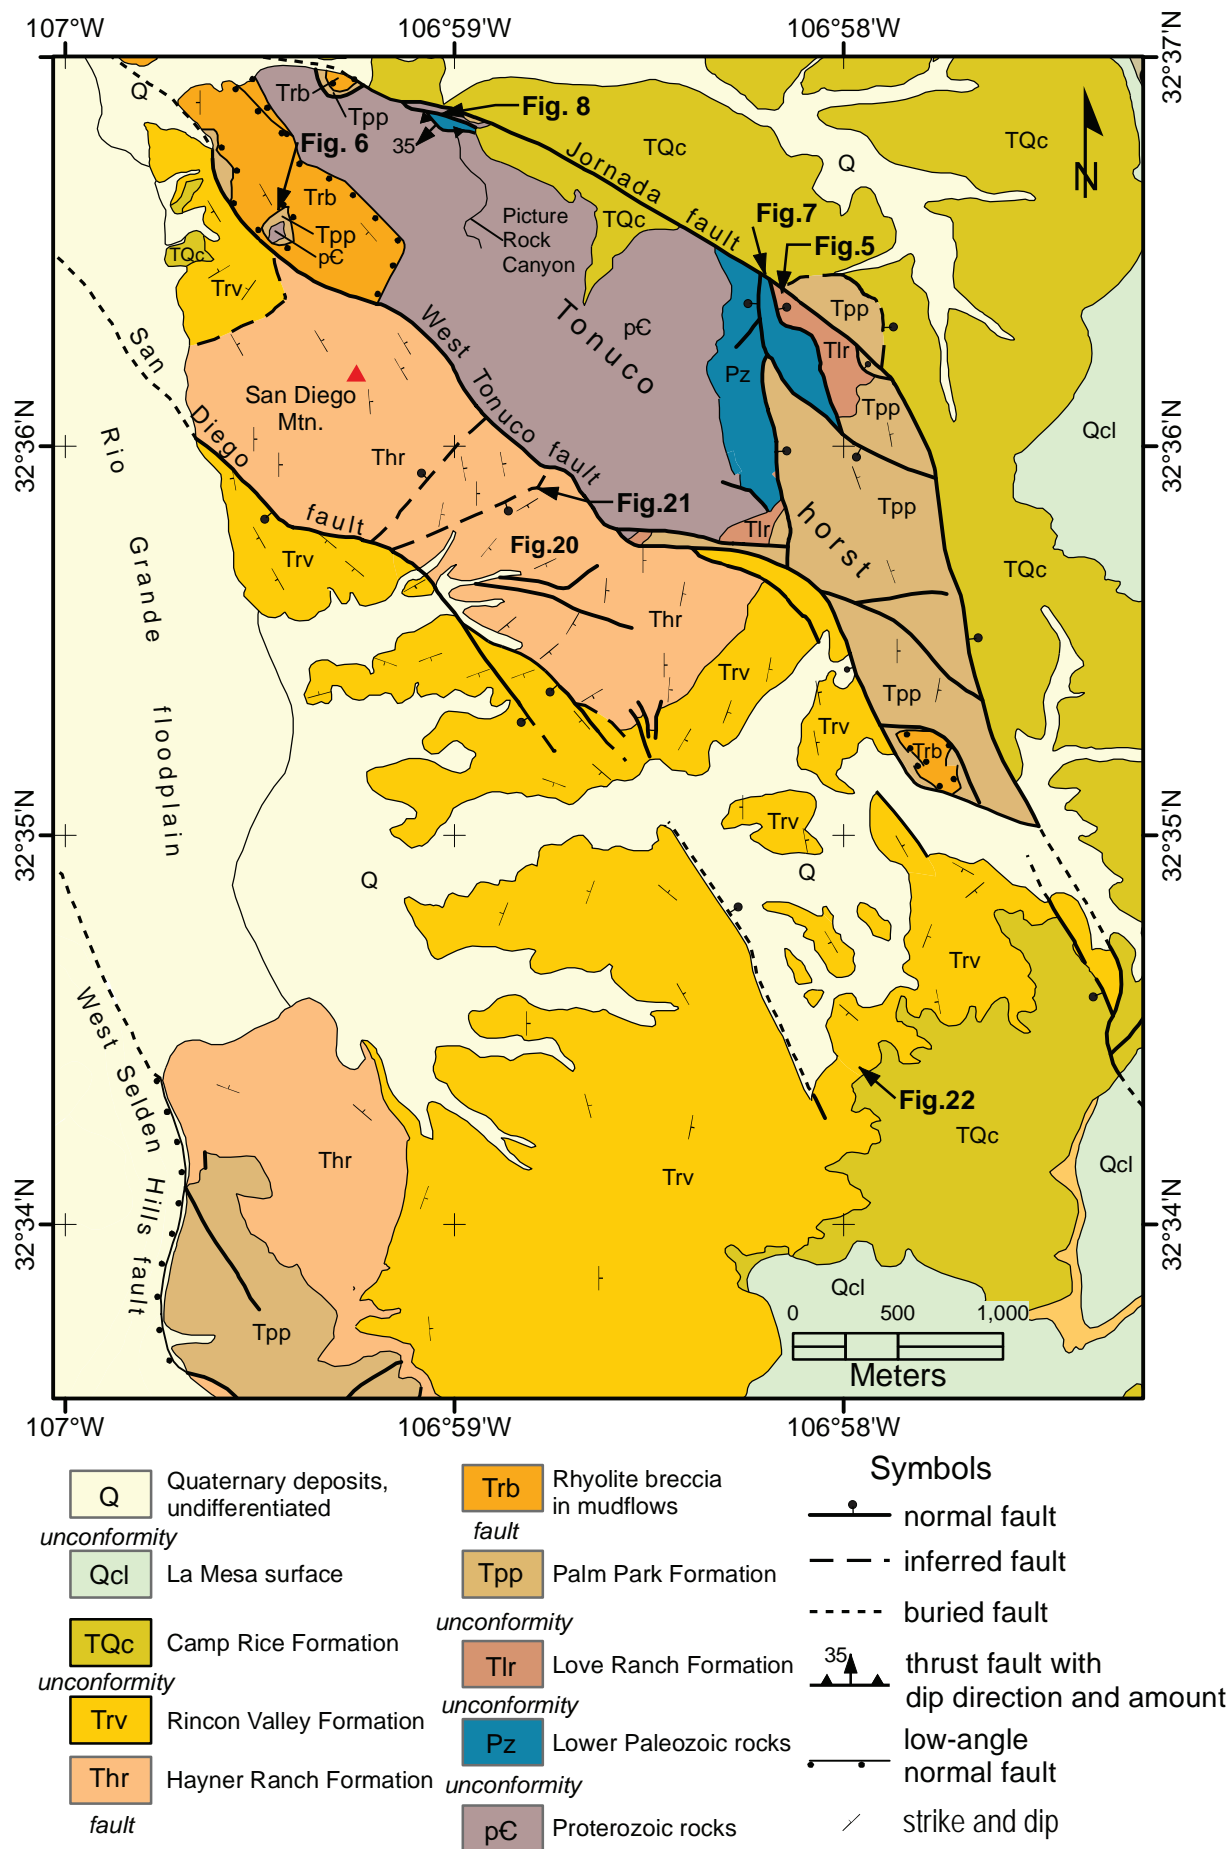 107°W 106°59' 106°58'
32°37'N
Q
Trb
Tpp
Fig. 8
Fig. 6
35
TQc
TQc
Q
N
Jornada fault
Trb
Tpp
p€
Picture
Rock
Canyon
TQc
Fig.7
Fig.5
TQc
Trv
Tpp
West Tonuco fault
Tonuco horst
p€
Tlr
Pz
San Diego fault
San Diego
Mtn.
Tpp
Qcl
32°36'N
32°36'N
Rio Grande floodplain
Thr
Fig.21
Tpp
Trv
Fig.20
Tlr
TQc
Thr
Trv
Tpp
Trv
Trb
32°35'N
32°35'N
Trv
Q
Q
Trv
West Selden Hills fault
Fig.22
TQc
Thr
Trv
Qcl
32°34'N
32°34'N
Qcl
0 500 1,000
Meters
Tpp
107°W 106°59' 106°58'
Q
Quaternary deposits,
undifferentiated
unconformity
Qcl
La Mesa surface
TQc
Camp Rice Formation
unconformity
Trv
Rincon Valley Formation
Thr
Hayner Ranch Formation
fault
Trb
Rhyolite breccia
in mudflows
fault
Tpp
Palm Park Formation
unconformity
Tlr
Love Ranch Formation
unconformity
Pz
Lower Paleozoic rocks
unconformity
p€
Proterozoic rocks
Symbols
normal fault
inferred fault
buried fault
35
thrust fault with
dip direction and amount
low-angle
normal fault
strike and dip